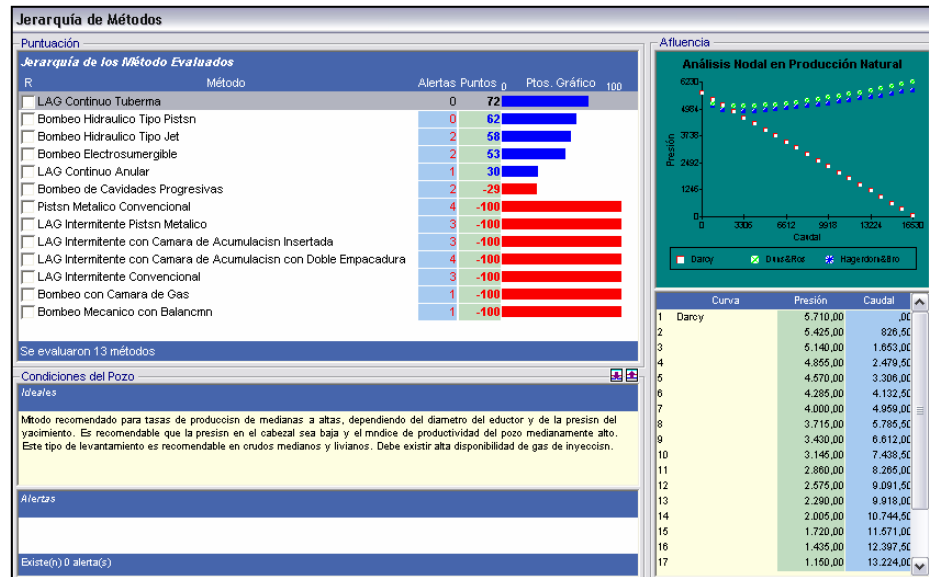 Jerarquía de Métodos
Puntuación
Jerarquía de los Método Evaluados
R Método Alertas Puntos 0 Ptos. Gráfico 100
LAG Continuo Tuberma 0 72
Bombeo Hidraulico Tipo Pistsn 0 62
Bombeo Hidraulico Tipo Jet 2 58
Bombeo Electrosumergible 2 53
LAG Continuo Anular 1 30
Bombeo de Cavidades Progresivas 2 -29
Pistsn Metalico Convencional 4 -100
LAG Intermitente Pistsn Metalico 3 -100
LAG Intermitente con Camara de Acumulacisn Insertada 3 -100
LAG Intermitente con Camara de Acumulacisn con Doble Empacadura 4 -100
LAG Intermitente Convencional 3 -100
Bombeo con Camara de Gas 1 -100
Bombeo Mecanico con Balancmn 1 -100
Se evaluaron 13 métodos
Condiciones del Pozo
Ideales
Mitodo recomendado para tasas de produccisn de medianas a altas, dependiendo del diametro del eductor y de la presisn del
yacimiento. Es recomendable que la presisn en el cabezal sea baja y el mndice de productividad del pozo medianamente alto.
Este tipo de levantamiento es recomendable en crudos medianos y livianos. Debe existir alta disponibilidad de gas de inyeccisn.
Alertas
Existe(n) 0 alerta(s)
Afluencia
Análisis Nodal en Producción Natural
6230
4984
3738
2492
1246
0
Presión
0 3306 6612 9918 13224 16530
Caudal
Darcy Duns&Ros Hagerdorn&Bro
Curva Presión Caudal
1 Darcy 5.710,00 ,00
2 5.425,00 826,50
3 5.140,00 1.653,00
4 4.855,00 2.479,50
5 4.570,00 3.306,00
6 4.285,00 4.132,50
7 4.000,00 4.959,00
8 3.715,00 5.785,50
9 3.430,00 6.612,00
10 3.145,00 7.438,50
11 2.860,00 8.265,00
12 2.575,00 9.091,50
13 2.290,00 9.918,00
14 2.005,00 10.744,50
15 1.720,00 11.571,00
16 1.435,00 12.397,50
17 1.150,00 13.224,00